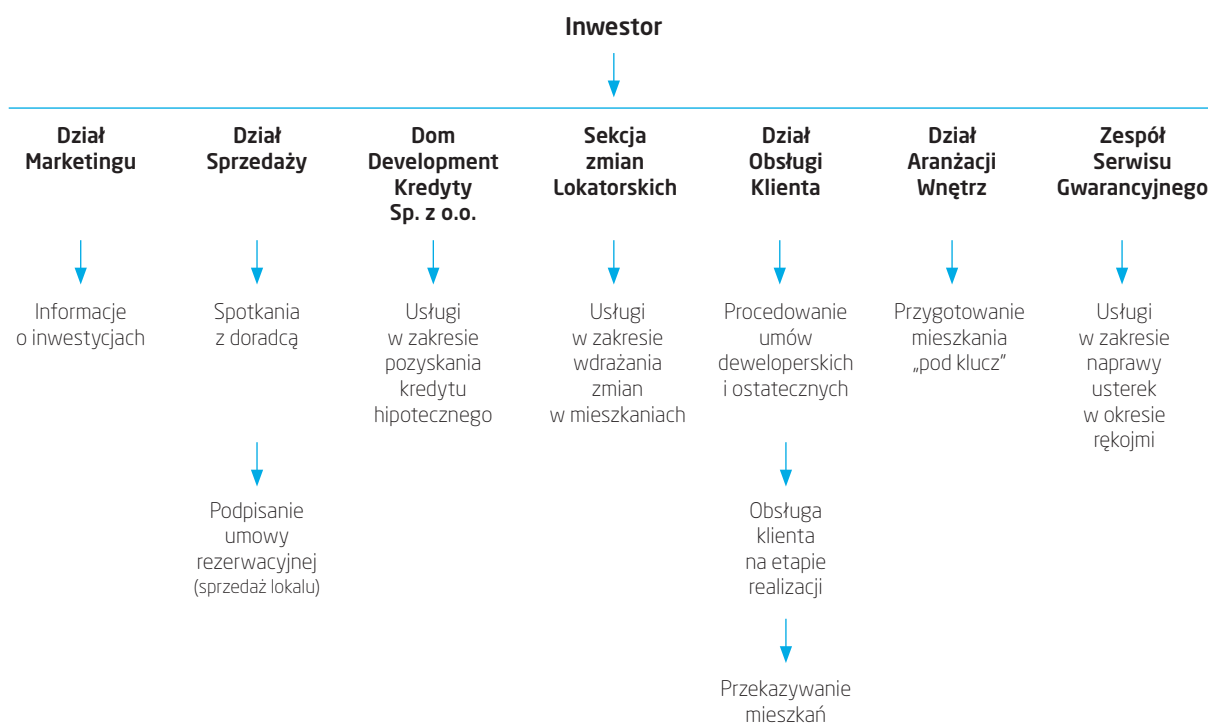 Inwestor
Dział
Marketingu
Dział
Sprzedaży
Dom
Development
Kredyty
Sp. z o.o.
Sekcja
zmian
Lokatorskich
Dział
Obsługi
Klienta
Dział
Aranżacji
Wnętrz
Zespół
Serwisu
Gwarancyjnego
Informacje
o inwestycjach
Spotkania
z doradcą
Usługi
w zakresie
pozyskania
kredytu
hipotecznego
Usługi
w zakresie
wdrażania
zmian
w mieszkaniach
Procedowanie
umów
deweloperskich
i ostatecznych
Przygotowanie
mieszkania
„pod klucz”
Usługi
w zakresie
naprawy
usterek
w okresie
rękojmi
Podpisanie
umowy
rezerwacyjnej
(sprzedaż lokalu)
Obsługa
klienta
na etapie
realizacji
Przekazywanie
mieszkań